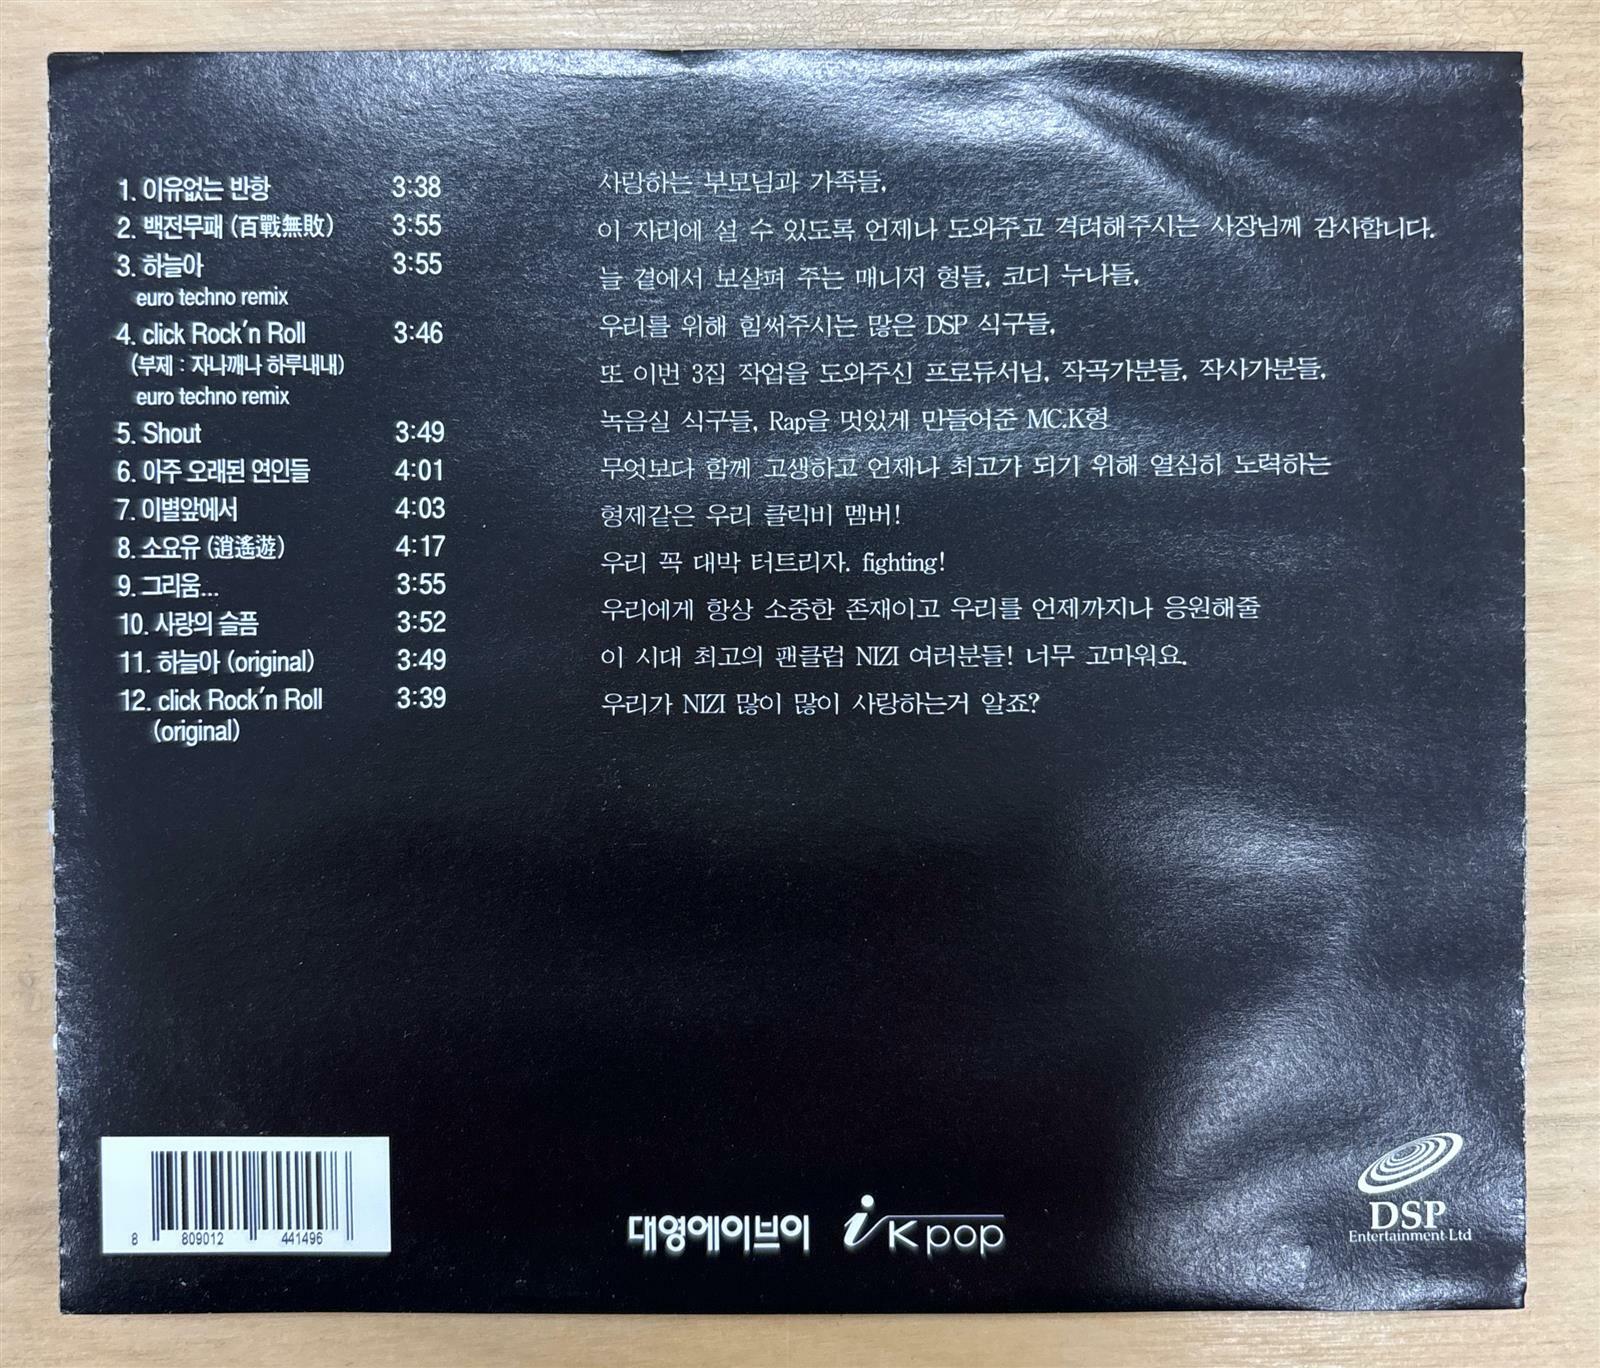 1. 이유없는 반항 3:38
2. 백전무패 (百戰無敗) 3:55
3. 하늘아 3:55
euro techno remix
4. click Rock'n Roll 3:46
(부제 : 자나깨나 하루내내)
euro techno remix
5. Shout 3:49
6. 아주 오래된 연인들 4:01
7. 이별앞에서 4:03
8. 소요유 (逍遙遊) 4:17
9. 그리움... 3:55
10. 사랑의 슬픔 3:52
11. 하늘아 (original) 3:49
12. click Rock'n Roll 3:39
(original)
사랑하는 부모님과 가족들,
이 자리에 설 수 있도록 언제나 도와주고 격려해주시는 사장님께 감사합니다.
늘 곁에서 보살펴 주는 매니저 형들, 코디 누나들,
우리를 위해 힘써주시는 많은 DSP 식구들,
또 이번 3집 작업을 도와주신 프로듀서님, 작곡가분들, 작사가분들,
녹음실 식구들, Rap을 멋있게 만들어준 MC.K형
무엇보다 함께 고생하고 언제나 최고가 되기 위해 열심히 노력하는
형제같은 우리 클릭비 멤버!
우리 꼭 대박 터트리자. fighting!
우리에게 항상 소중한 존재이고 우리를 언제까지나 응원해줄
이 시대 최고의 팬클럽 NIZI 여러분들! 너무 고마워요.
우리가 NIZI 많이 많이 사랑하는거 알죠?
8 809012 441496
대영에이브이 iKpop
DSP
Entertainment Ltd